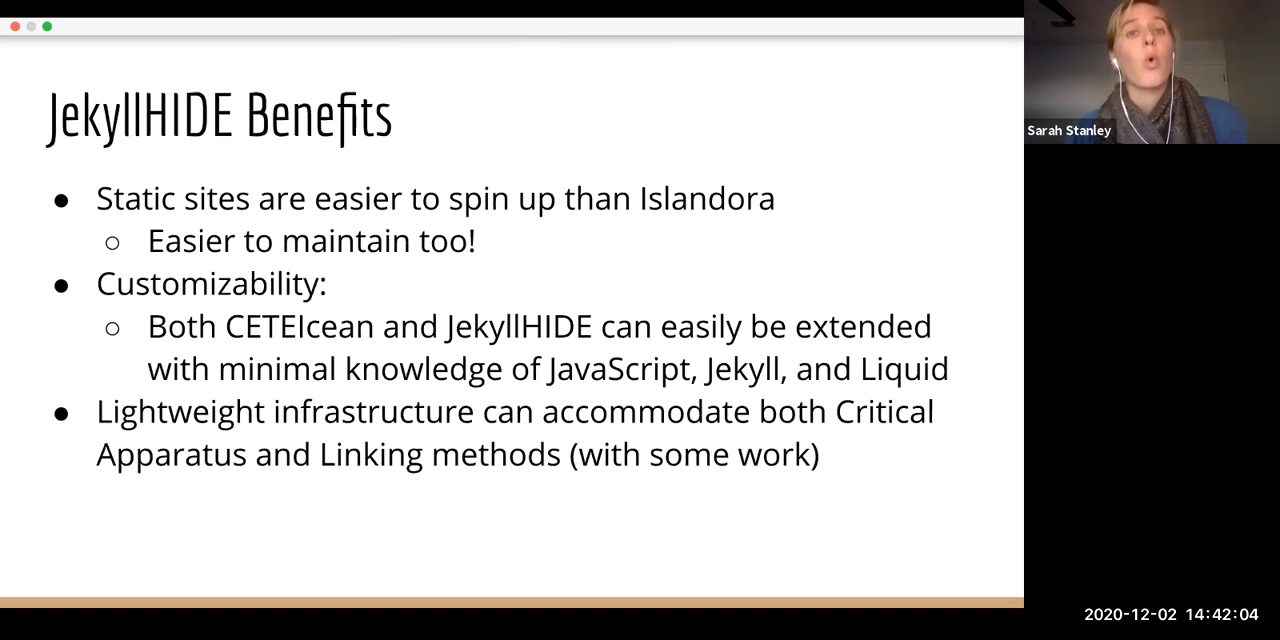 JekyllHIDE Benefits
● Static sites are easier to spin up than Islandora
○ Easier to maintain too!
● Customizability:
○ Both CETEIcean and JekyllHIDE can easily be extended
with minimal knowledge of JavaScript, Jekyll, and Liquid
● Lightweight infrastructure can accommodate both Critical
Apparatus and Linking methods (with some work)
Sarah Stanley
2020-12-02 14:42:04